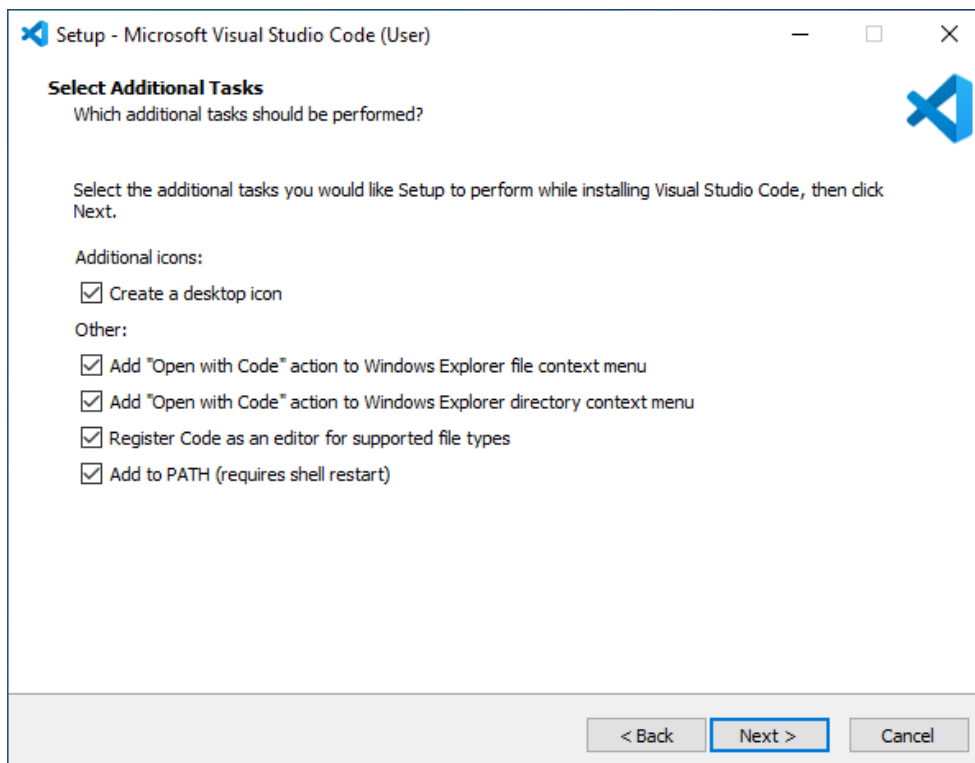 Setup - Microsoft Visual Studio Code (User)
Select Additional Tasks
Which additional tasks should be performed?
Select the additional tasks you would like Setup to perform while installing Visual Studio Code, then click
Next.
Additional icons:
Create a desktop icon
Other:
Add "Open with Code" action to Windows Explorer file context menu
Add "Open with Code" action to Windows Explorer directory context menu
Register Code as an editor for supported file types
Add to PATH (requires shell restart)
< Back Next > Cancel